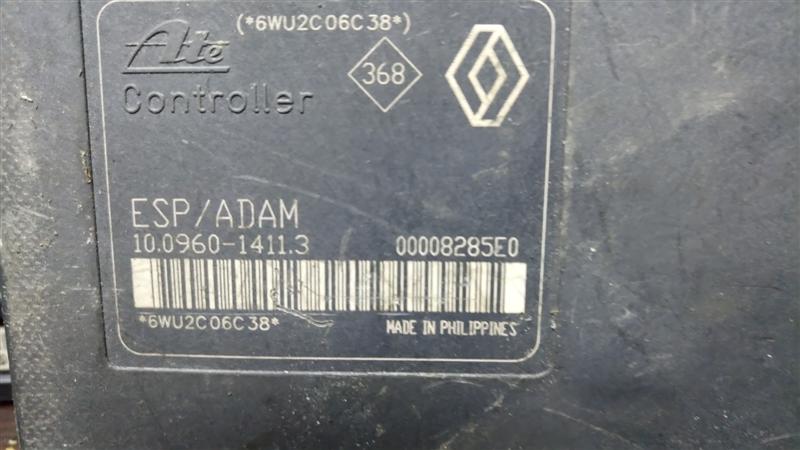 (*6WU2C06C38*)
Ate
368
Controller
ESP/ADAM
10.0960-1411.3 00008285E0
*6WU2C06C38*
MADE IN PHILIPPINES